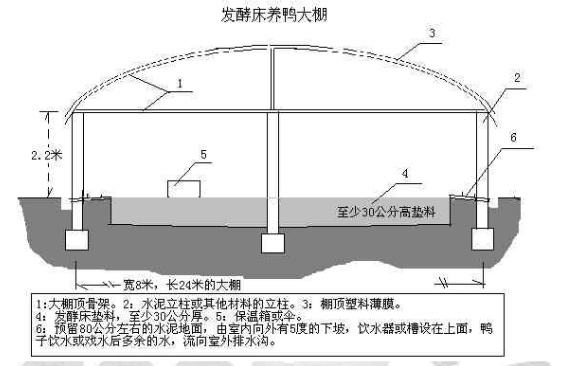 发酵床养鸭大棚
3
1
2
2.2米
5
4
6
至少30公分高垫料
宽8米，长24米的大棚
1:大棚顶骨架。2: 水泥立柱或其他材料的立柱。3: 棚顶塑料薄膜。
4: 发酵床垫料，至少30公分厚。5: 保温箱或伞。
6: 预留80公分左右的水泥地面，由室内向外有5度的下坡，饮水器或槽设在上面，鸭
子饮水或戏水后多余的水，流向室外排水沟。